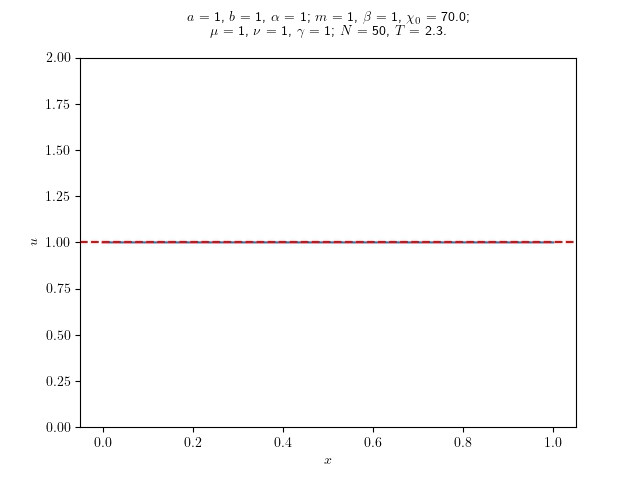 a = 1, b = 1, α = 1; m = 1, β = 1, χ₀ = 70.0;
μ = 1, ν = 1, γ = 1; N = 50, T = 2.3.
2.00
1.75
1.50
1.25
u
1.00
0.75
0.50
0.25
0.00
0.0 0.2 0.4 0.6 0.8 1.0
x